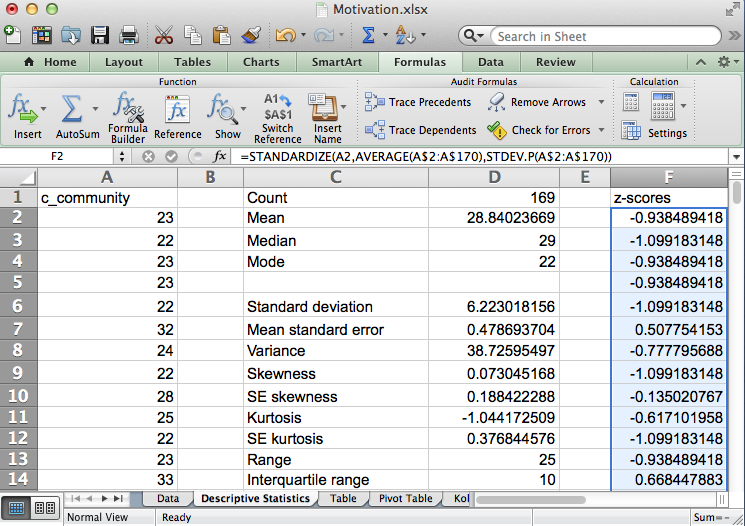 Motivation.xlsx
Search in Sheet
Home Layout Tables Charts SmartArt Formulas Data Review
Function Audit Formulas Calculation
Insert AutoSum Formula Builder Reference Show Switch Reference Insert Name
A1 $A$1
Trace Precedents Remove Arrows
Trace Dependents Check for Errors Settings
F2 fx =STANDARDIZE(A2,AVERAGE(A$2:A$170),STDEV.P(A$2:A$170))
A B C D E F
1 c_community Count 169 z-scores
2 23 Mean 28.84023669 -0.938489418
3 22 Median 29 -1.099183148
4 23 Mode 22 -0.938489418
5 23 -0.938489418
6 22 Standard deviation 6.223018156 -1.099183148
7 32 Mean standard error 0.478693704 0.507754153
8 24 Variance 38.72595497 -0.777795688
9 22 Skewness 0.073045168 -1.099183148
10 28 SE skewness 0.188422288 -0.135020767
11 25 Kurtosis -1.044172509 -0.617101958
12 22 SE kurtosis 0.376844576 -1.099183148
13 23 Range 25 -0.938489418
14 33 Interquartile range 10 0.668447883
Data Descriptive Statistics Table Pivot Table Kol
Normal View Ready Sum=-